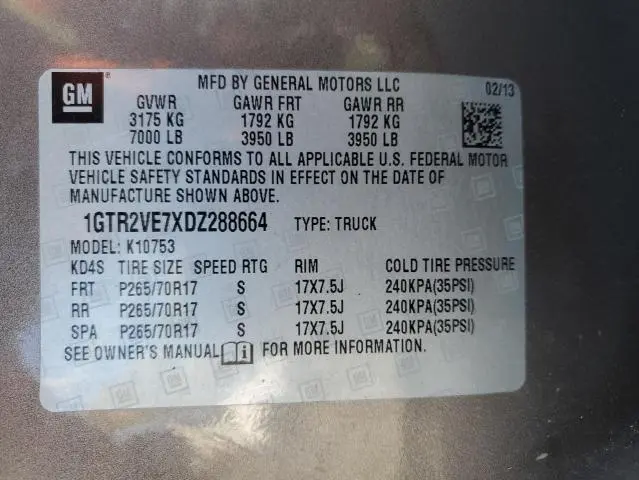 GM ®
MFD BY GENERAL MOTORS LLC 02/13
GVWR GAWR FRT GAWR RR
3175 KG 1792 KG 1792 KG
7000 LB 3950 LB 3950 LB
THIS VEHICLE CONFORMS TO ALL APPLICABLE U.S. FEDERAL MOTOR
VEHICLE SAFETY STANDARDS IN EFFECT ON THE DATE OF
MANUFACTURE SHOWN ABOVE.
1GTR2VE7XDZ288664 TYPE: TRUCK
MODEL: K10753
KD4S TIRE SIZE SPEED RTG RIM COLD TIRE PRESSURE
FRT P265/70R17 S 17X7.5J 240KPA(35PSI)
RR P265/70R17 S 17X7.5J 240KPA(35PSI)
SPA P265/70R17 S 17X7.5J 240KPA(35PSI)
SEE OWNER'S MANUAL i FOR MORE INFORMATION.